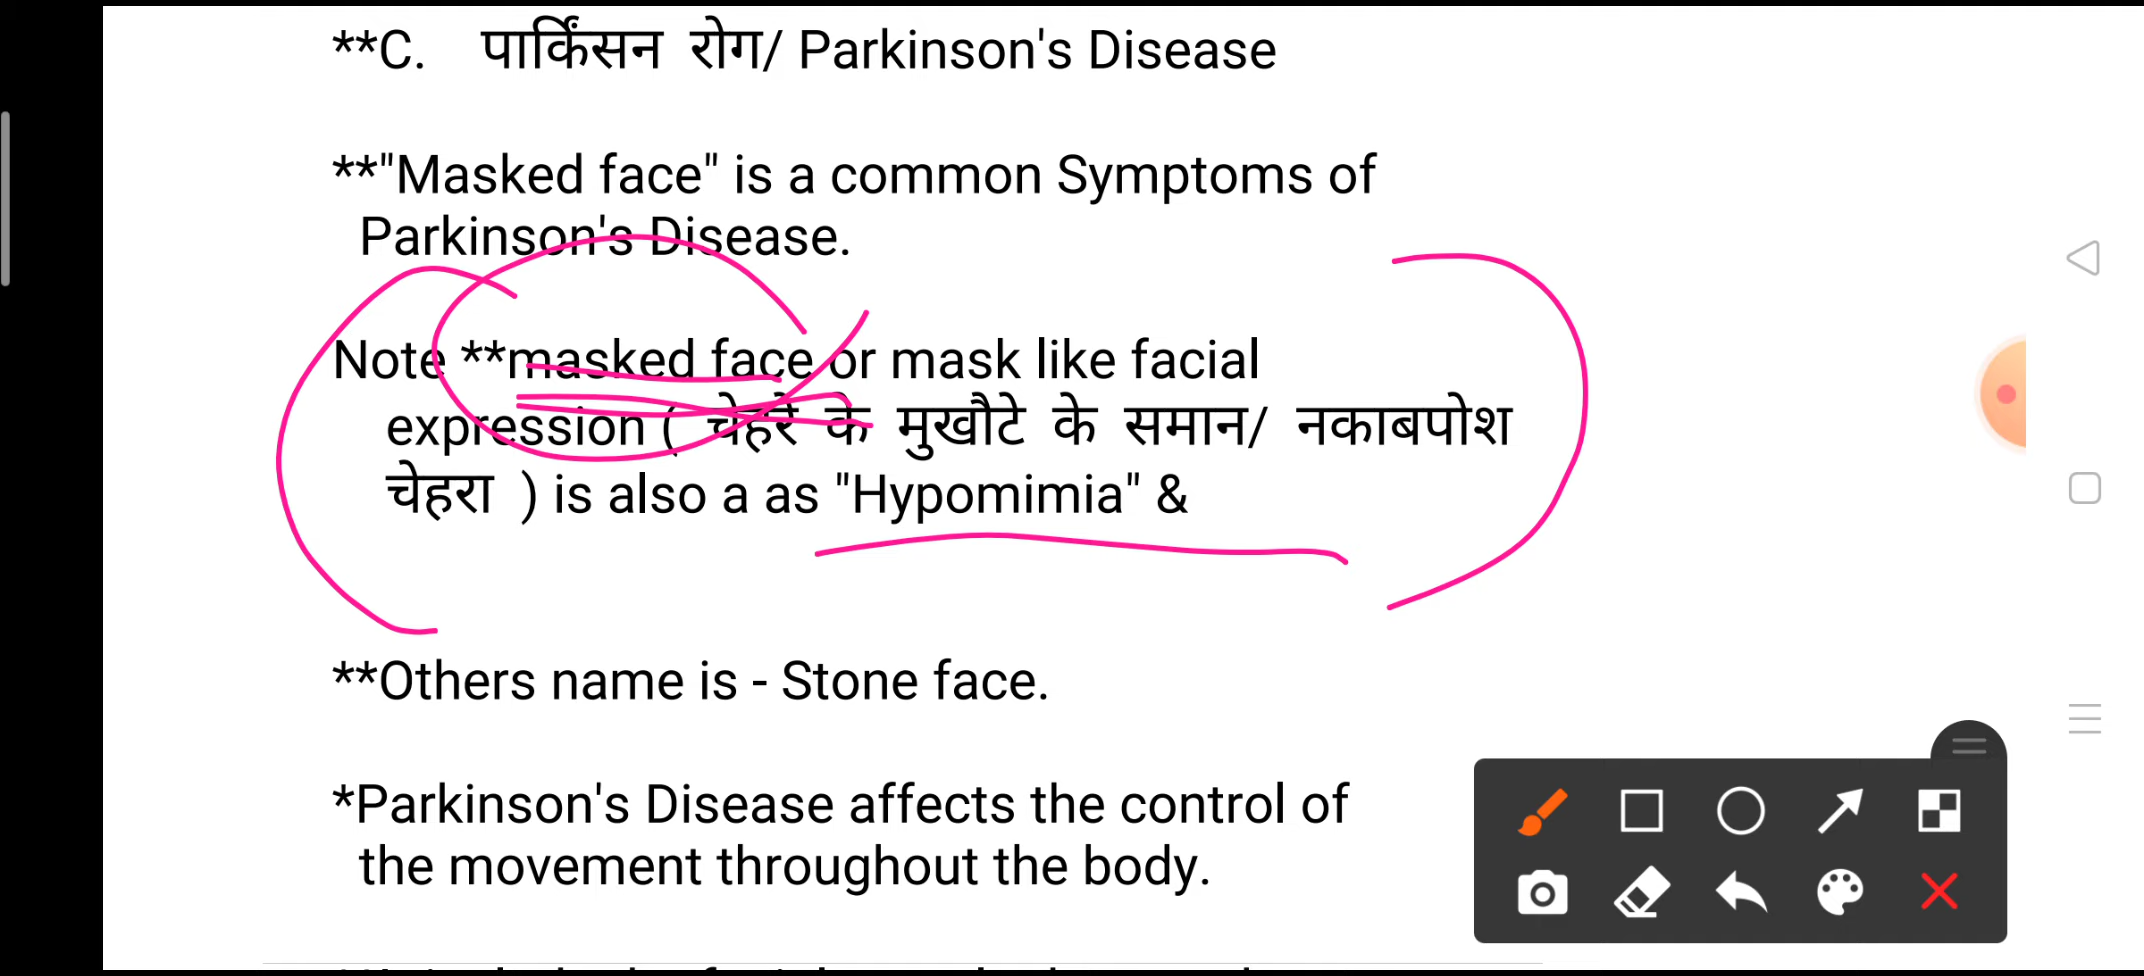 **C. पार्किंसन रोग/ Parkinson's Disease
**"Masked face" is a common Symptoms of
Parkinson's Disease.
Note **masked face or mask like facial
expression ( चेहरे के मुखौटे के समान/ नकाबपोश
चेहरा ) is also a as "Hypomimia" &
**Others name is - Stone face.
*Parkinson's Disease affects the control of
the movement throughout the body.